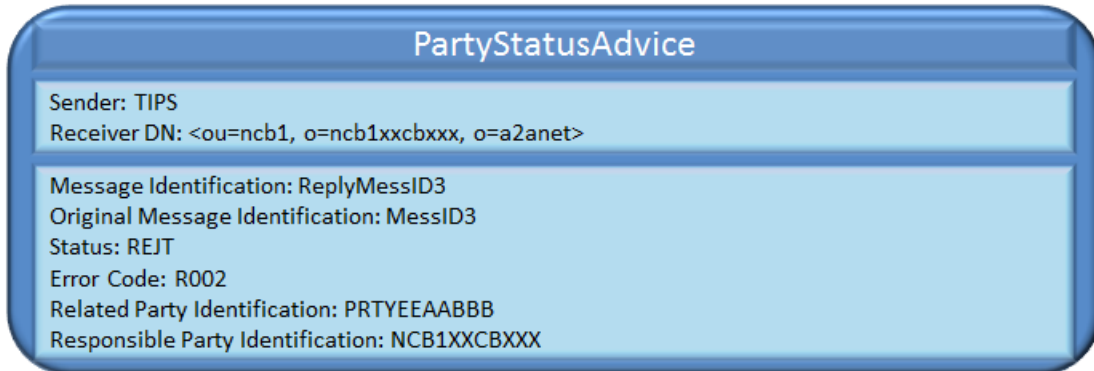 PartyStatusAdvice
Sender: TIPS
Receiver DN: <ou=ncb1, o=ncb1xxcbxxx, o=a2anet>
Message Identification: ReplyMessID3
Original Message Identification: MessID3
Status: REJT
Error Code: R002
Related Party Identification: PRTYEEAABBB
Responsible Party Identification: NCB1XXCBXXX